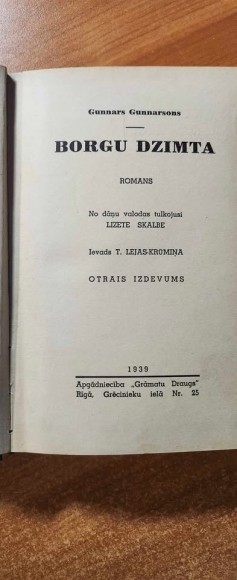 Gunnars Gunnarsons
BORGU DZIMTA
ROMANS
No dāņu valodas tulkojusi
LIZETE SKALBE
Ievads T. LEJAS-KRŪMIŅA
OTRAIS IZDEVUMS
1939
Apgādniecība „Grāmatu Draugs"
Rīgā, Grēcinieku ielā Nr. 25